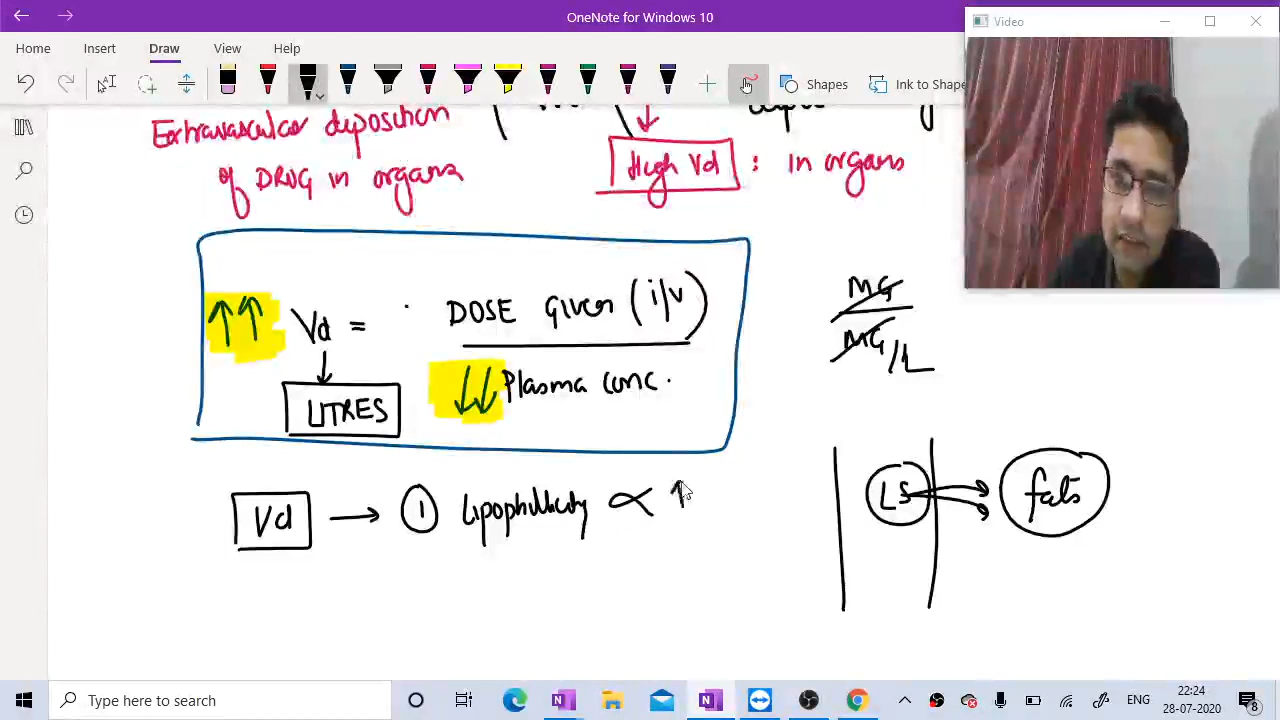 OneNote for Windows 10
Video
Home Insert Draw View Help
Shapes
Ink to Shape
Extravascular deposition
of DRUG in organs
High Vd : In organs
Vd = DOSE given (i/v)
Plasma conc.
LITRES
MG
MG/L
Vd → ① lipophillicity ∝ ↑
LS
fats
Type here to search
ENG
22:24
28-07-2020
8